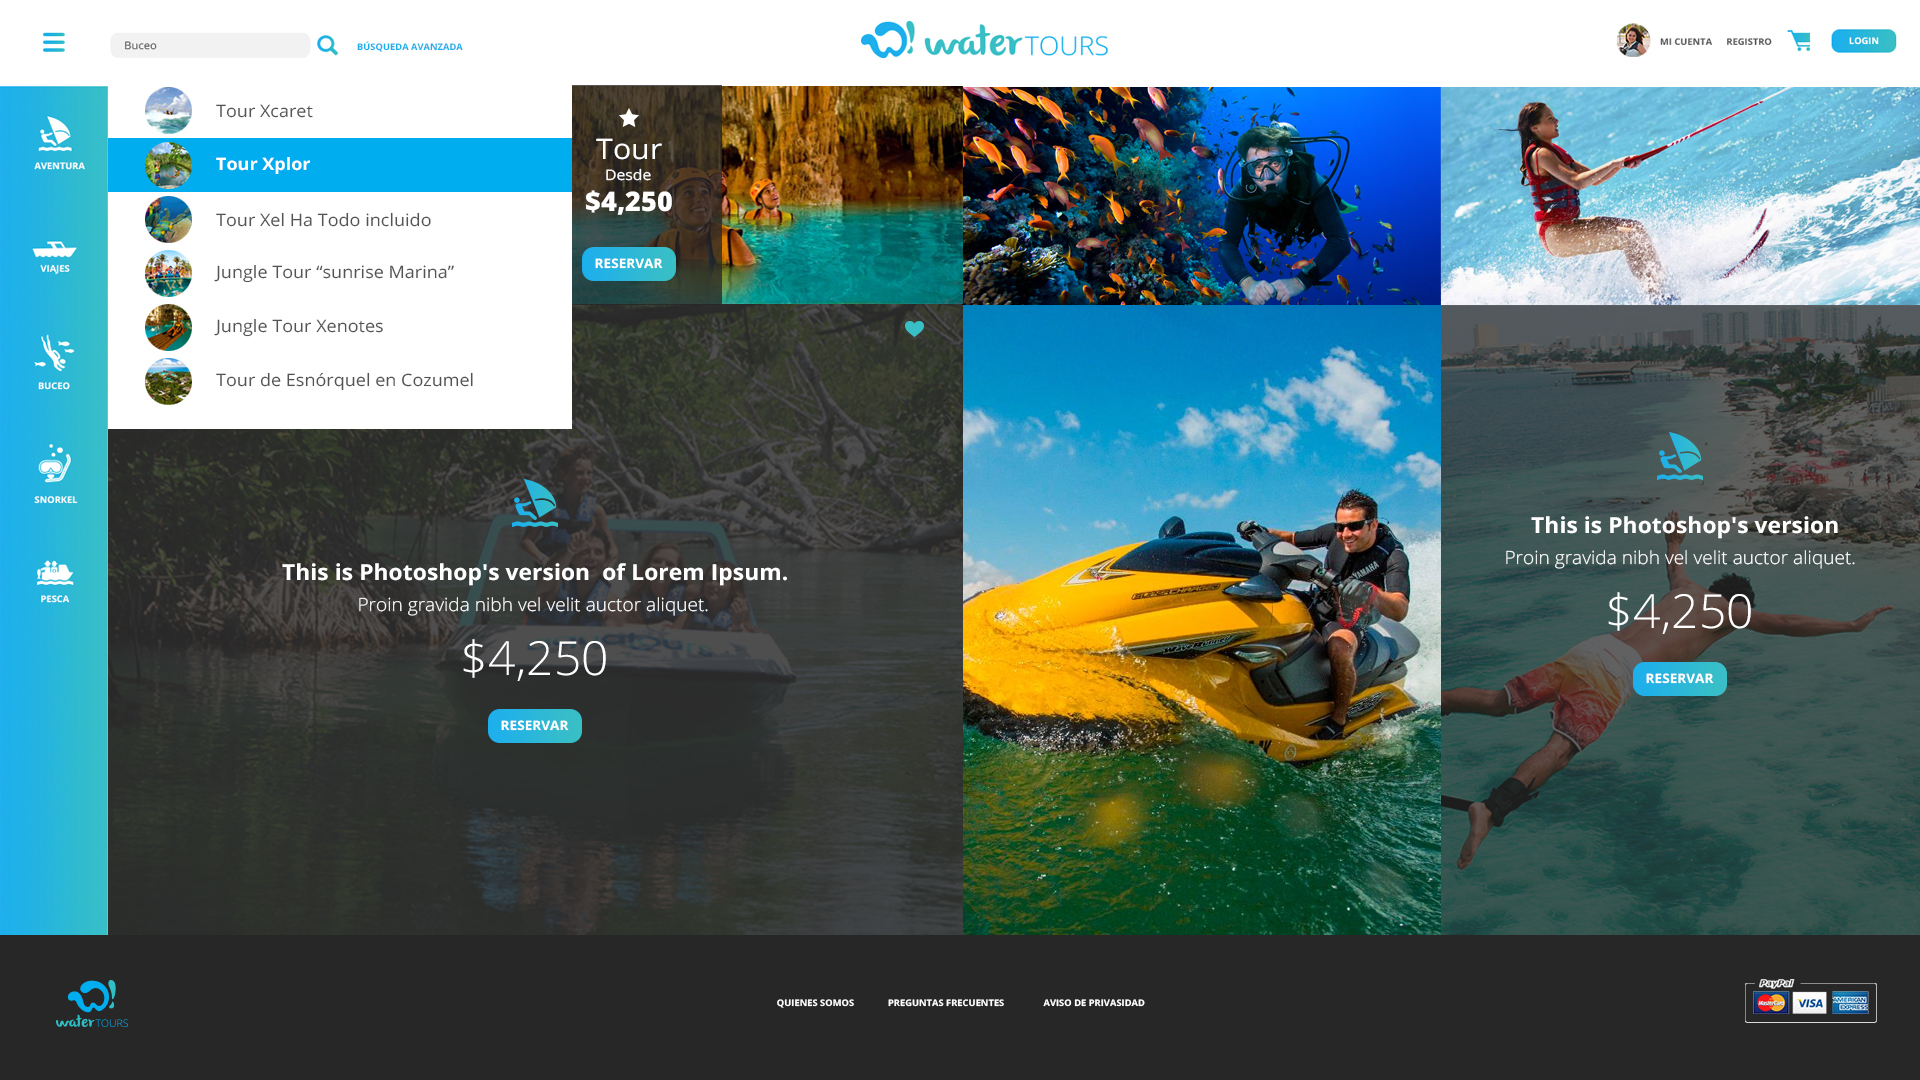 Buceo
BÚSQUEDA AVANZADA
water TOURS
MI CUENTA
REGISTRO
LOGIN
AVENTURA
VIAJES
BUCEO
SNORKEL
PESCA
Tour Xcaret
Tour Xplor
Tour Xel Ha Todo incluido
Jungle Tour “sunrise Marina”
Jungle Tour Xenotes
Tour de Esnórquel en Cozumel
Tour
Desde
$4,250
RESERVAR
This is Photoshop's version of Lorem Ipsum.
Proin gravida nibh vel velit auctor aliquet.
$4,250
RESERVAR
YAMAHA
This is Photoshop's version
Proin gravida nibh vel velit auctor aliquet.
$4,250
RESERVAR
water TOURS
QUIENES SOMOS
PREGUNTAS FRECUENTES
AVISO DE PRIVASIDAD
PayPal
MasterCard
VISA
AMERICAN EXPRESS